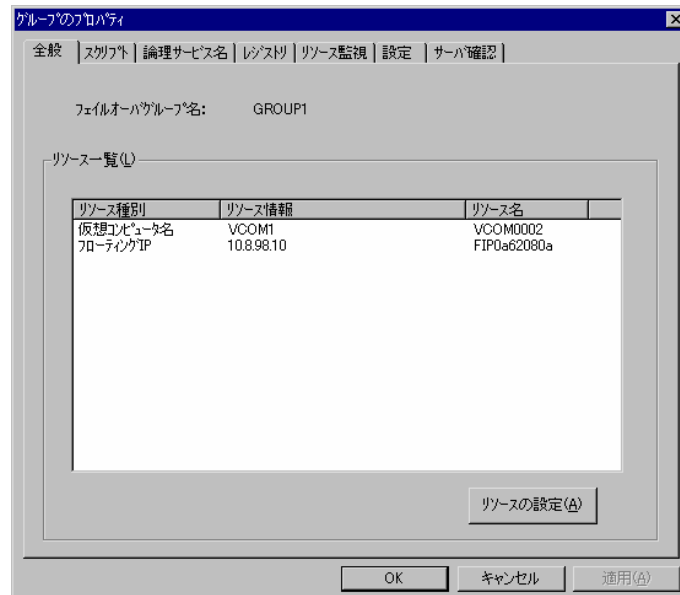 ｸﾞﾙｰﾌﾟのﾌﾟﾛﾊﾟﾃｨ
全般 ｽｸﾘﾌﾟﾄ 論理ｻｰﾋﾞｽ名 ﾚｼﾞｽﾄﾘ ﾘｿｰｽ監視 設定 ｻｰﾊﾞ確認
ﾌｪｲﾙｵｰﾊﾞｸﾞﾙｰﾌﾟ名: GROUP1
ﾘｿｰｽ一覧(L)
ﾘｿｰｽ種別 ﾘｿｰｽ情報 ﾘｿｰｽ名
仮想ｺﾝﾋﾟｭｰﾀ名 VCOM1 VCOM0002
ﾌﾛｰﾃｨﾝｸﾞIP 10.8.98.10 FIP0a62080a
ﾘｿｰｽの設定(A)
OK ｷｬﾝｾﾙ 適用(A)